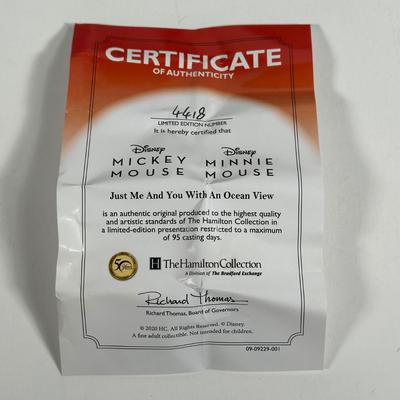 CERTIFICATE
OF AUTHENTICITY
4418
LIMITED EDITION NUMBER
It is hereby certified that
Disney Disney
MICKEY MINNIE
MOUSE MOUSE
Just Me And You With An Ocean View
is an authentic original produced to the highest quality
and artistic standards of The Hamilton Collection in
a limited-edition presentation restricted to a maximum
of 95 casting days.
50
H The Hamilton Collection
A Division of The Bradford Exchange
Richard Thomas
Richard Thomas, Board of Governors
© 2020 HC. All Rights Reserved. © Disney.
A fine adult collectible. Not intended for children.
09-09229-001